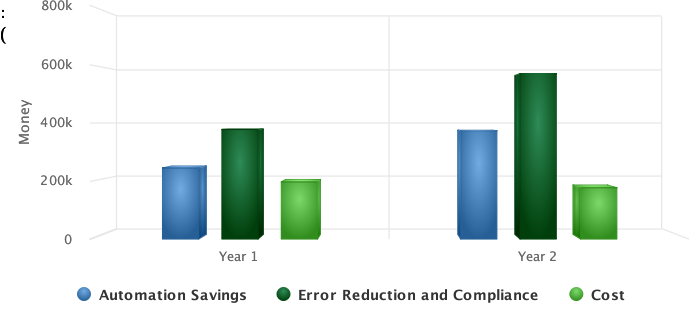 :
(
800k
600k
400k
200k
0
Money
Year 1 Year 2
Automation Savings Error Reduction and Compliance Cost